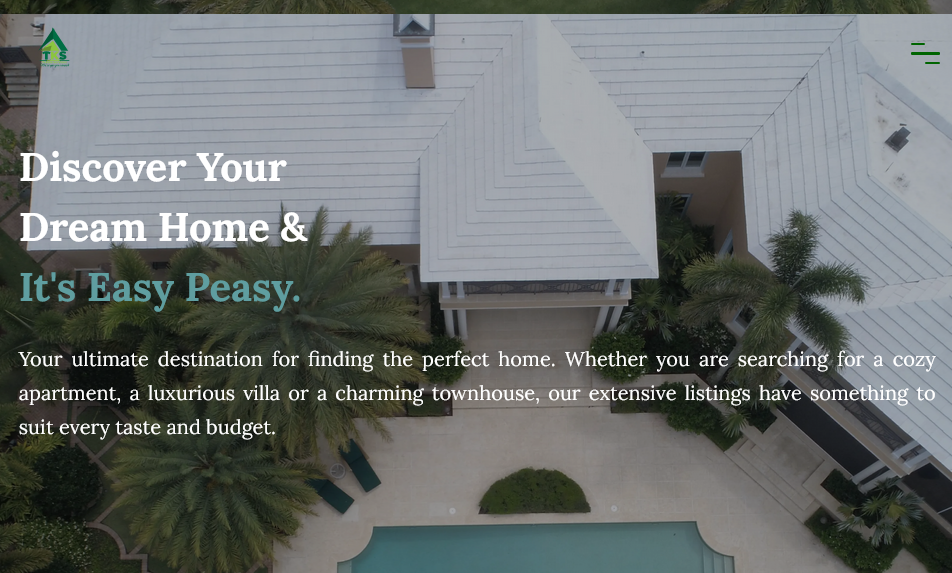 TS
Discover Your
Dream Home &
It's Easy Peasy.
Your ultimate destination for finding the perfect home. Whether you are searching for a cozy
apartment, a luxurious villa or a charming townhouse, our extensive listings have something to
suit every taste and budget.